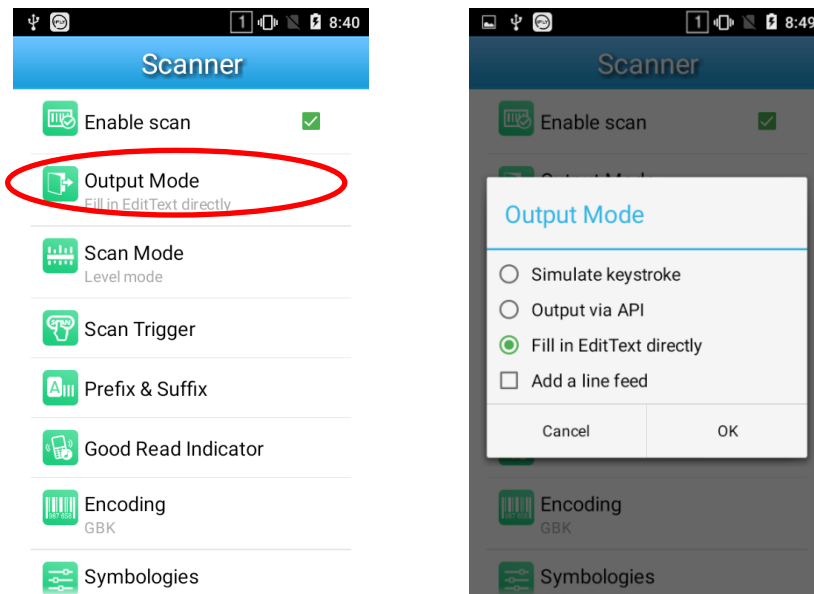 1 8:40
Scanner
Enable scan
Output Mode
Fill in EditText directly
Scan Mode
Level mode
Scan Trigger
Prefix & Suffix
Good Read Indicator
Encoding
GBK
Symbologies
1 8:49
Scanner
Enable scan
Output Mode
Simulate keystroke
Output via API
Fill in EditText directly
Add a line feed
Cancel OK
Encoding
GBK
Symbologies